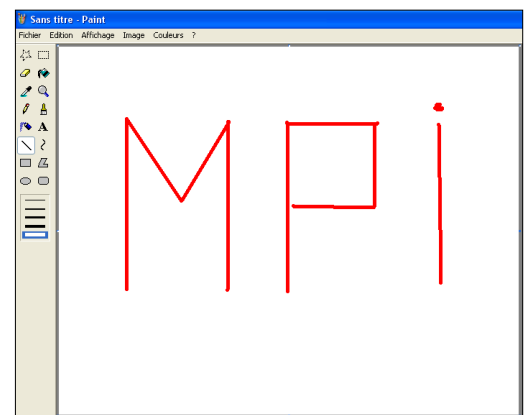 Sans titre - Paint
Fichier Edition Affichage Image Couleurs ?
A
MPi